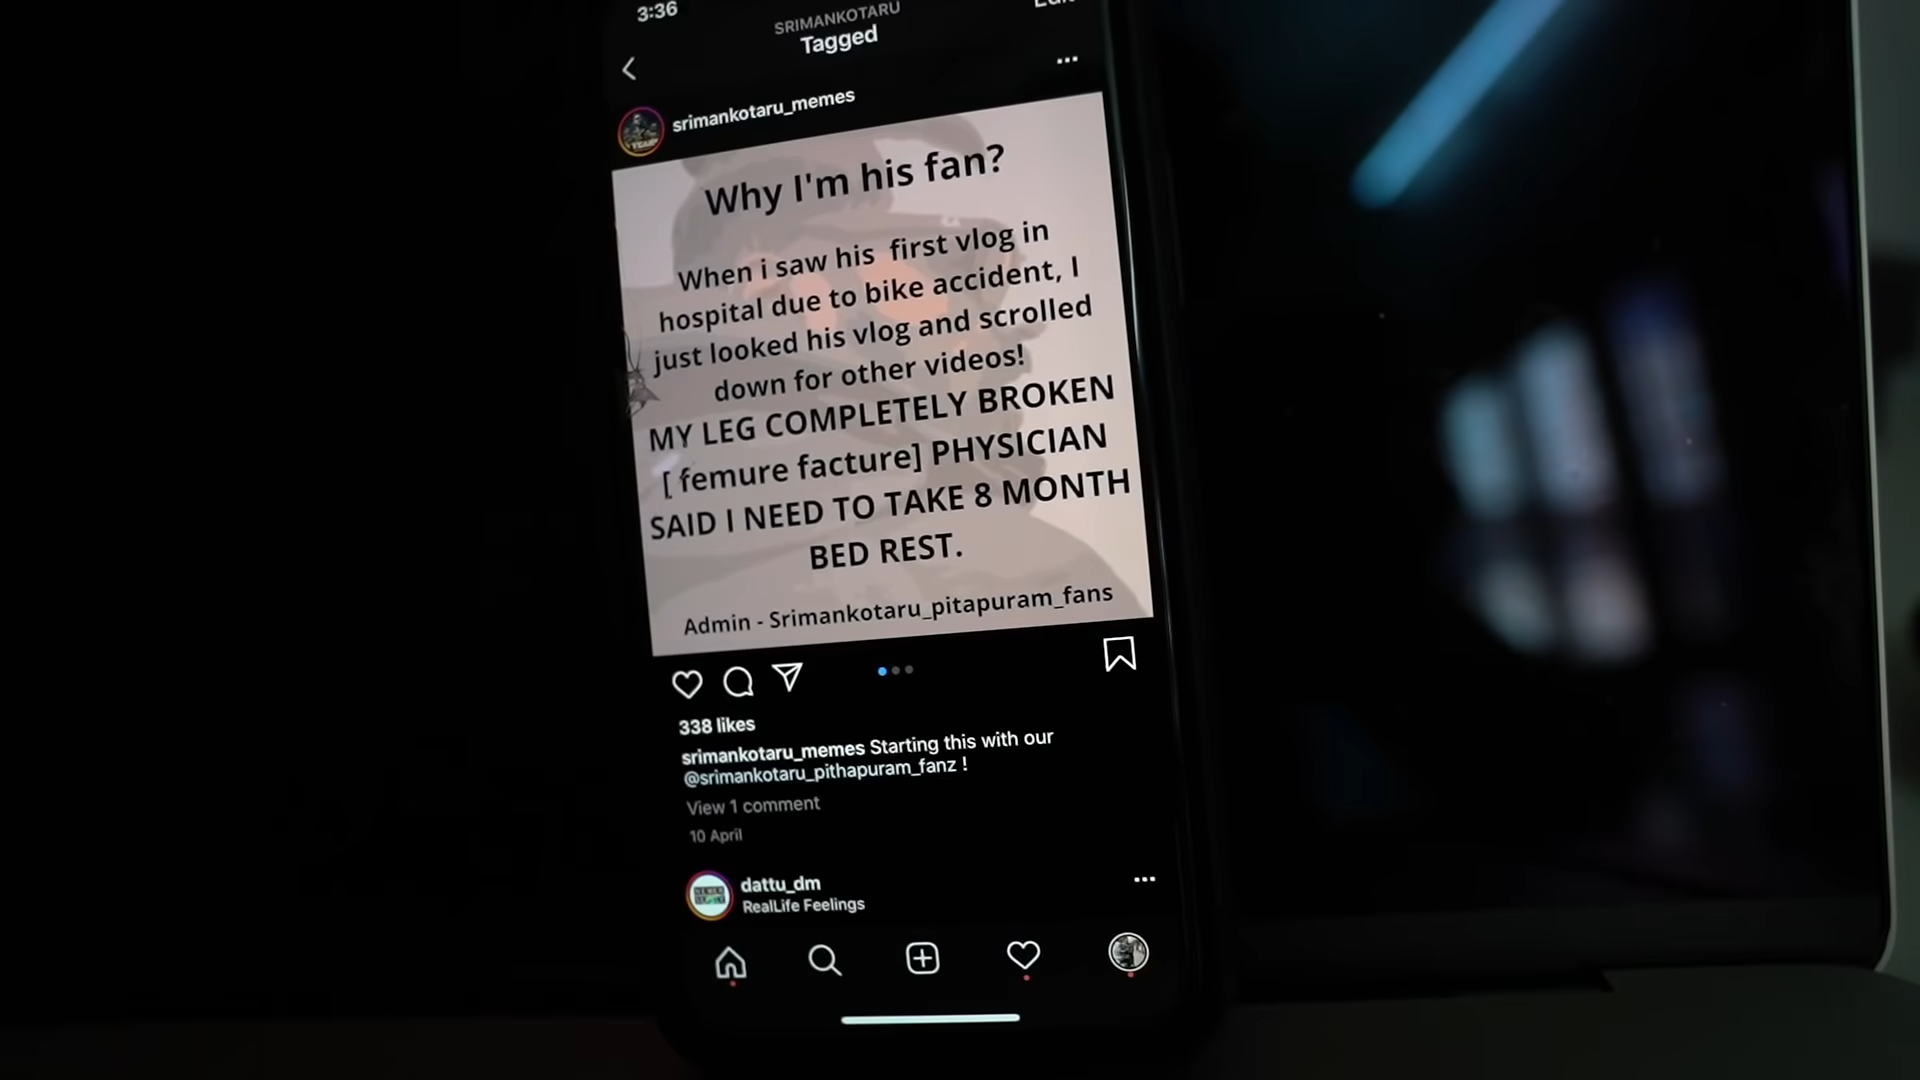 3:36
SRIMANKOTARU
Tagged
srimankotaru_memes
Why I'm his fan?
When i saw his first vlog in
hospital due to bike accident, I
just looked his vlog and scrolled
down for other videos!
MY LEG COMPLETELY BROKEN
[ femure facture] PHYSICIAN
SAID I NEED TO TAKE 8 MONTH
BED REST.
Admin - Srimankotaru_pitapuram_fans
338 likes
srimankotaru_memes Starting this with our
@srimankotaru_pithapuram_fanz !
View 1 comment
10 April
dattu_dm
RealLife Feelings